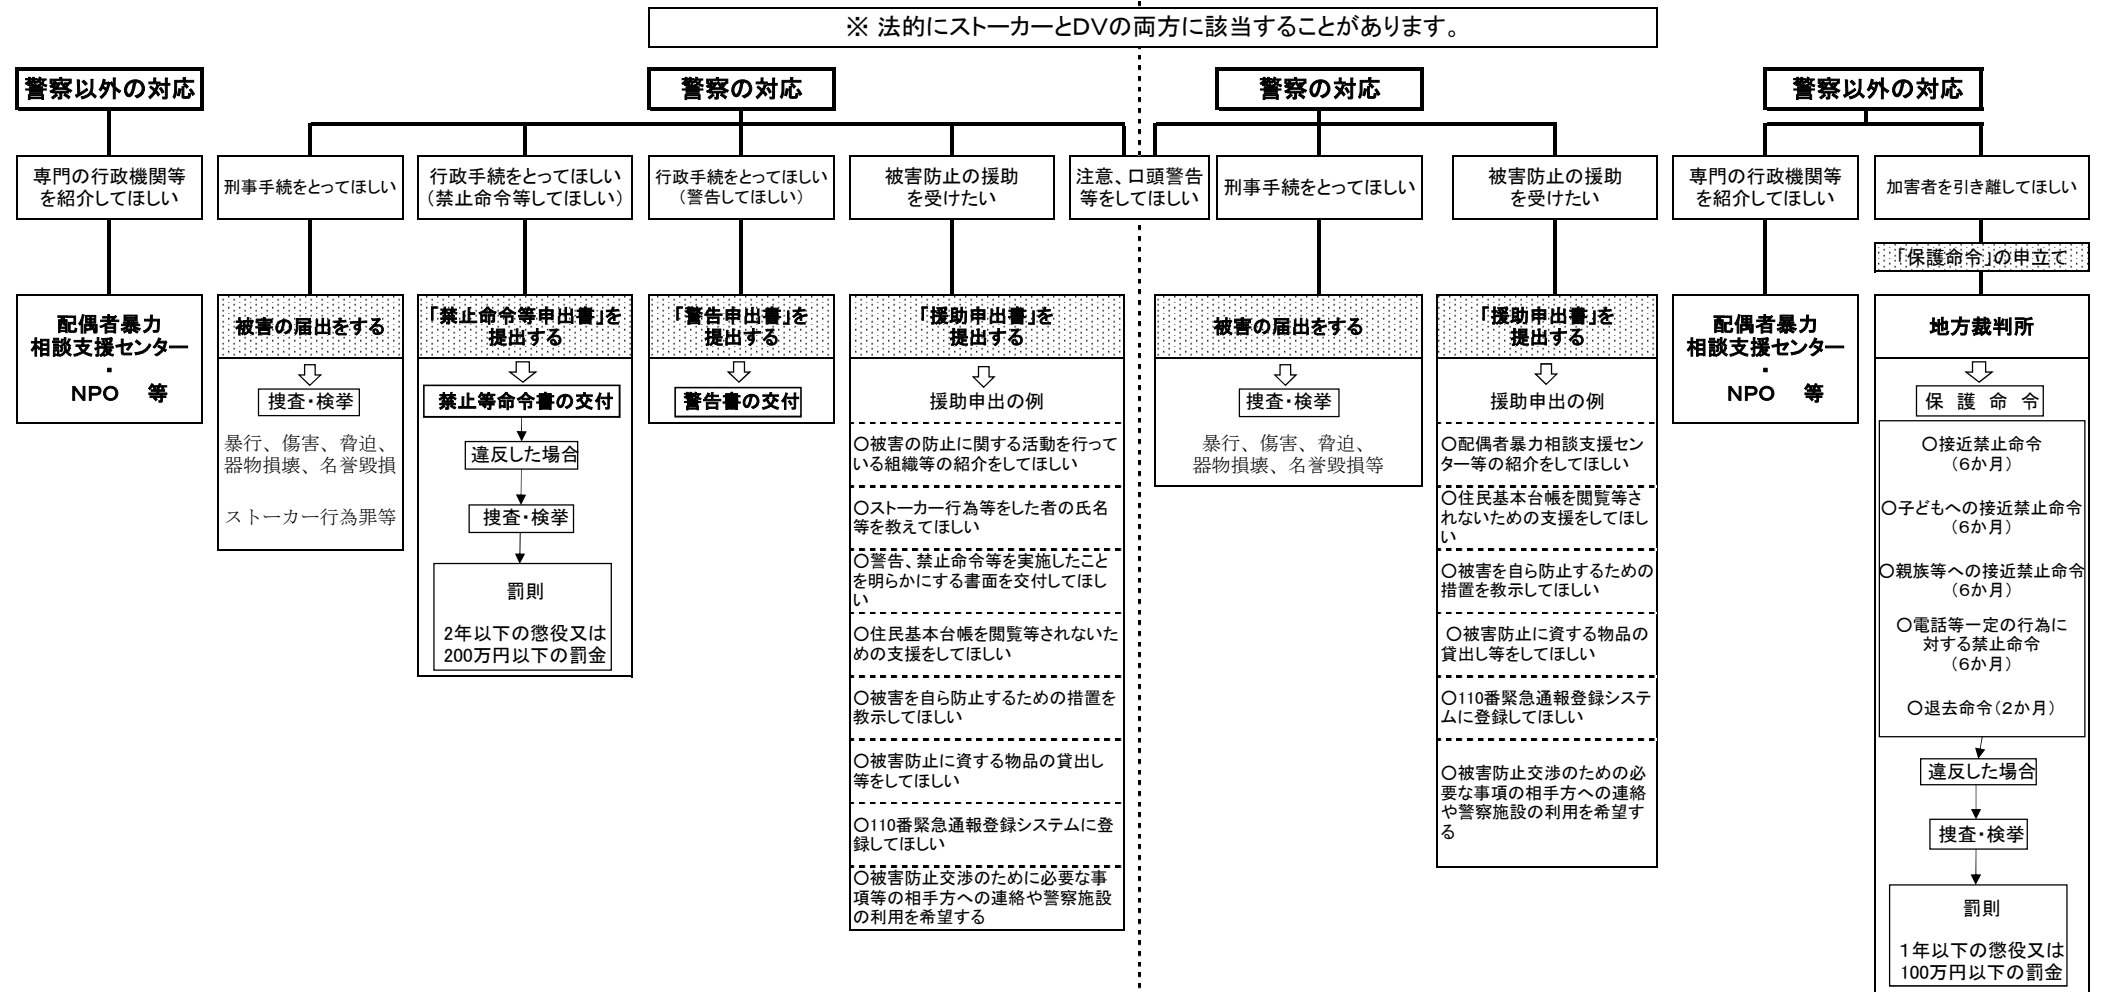 ※ 法的にストーカーとDVの両方に該当することがあります。
警察以外の対応
警察の対応
警察の対応
警察以外の対応
専門の行政機関等
を紹介してほしい
刑事手続をとってほしい
行政手続をとってほしい
（禁止命令等してほしい）
行政手続をとってほしい
（警告してほしい）
被害防止の援助
を受けたい
注意、口頭警告
等をしてほしい
刑事手続をとってほしい
被害防止の援助
を受けたい
専門の行政機関等
を紹介してほしい
加害者を引き離してほしい
「保護命令」の申立て
配偶者暴力
相談支援センター
・
NPO 等
被害の届出をする
捜査・検挙
暴行、傷害、脅迫、
器物損壊、名誉毀損
ストーカー行為罪等
「禁止命令等申出書」を
提出する
禁止等命令書の交付
違反した場合
捜査・検挙
罰則
2年以下の懲役又は
200万円以下の罰金
「警告申出書」を
提出する
警告書の交付
「援助申出書」を
提出する
援助申出の例
○被害の防止に関する活動を行って
いる組織等の紹介をしてほしい
○ストーカー行為等をした者の氏名
等を教えてほしい
○警告、禁止命令等を実施したこと
を明らかにする書面を交付してほし
い
○住民基本台帳を閲覧等されないた
めの支援をしてほしい
○被害を自ら防止するための措置を
教示してほしい
○被害防止に資する物品の貸出し
等をしてほしい
○110番緊急通報登録システムに登
録してほしい
○被害防止交渉のために必要な事
項等の相手方への連絡や警察施設
の利用を希望する
被害の届出をする
捜査・検挙
暴行、傷害、脅迫、
器物損壊、名誉毀損等
「援助申出書」を
提出する
援助申出の例
○配偶者暴力相談支援セン
ター等の紹介をしてほしい
○住民基本台帳を閲覧等さ
れないための支援をしてほし
い
○被害を自ら防止するための
措置を教示してほしい
○被害防止に資する物品の
貸出し等をしてほしい
○110番緊急通報登録システ
ムに登録してほしい
○被害防止交渉のための必
要な事項の相手方への連絡
や警察施設の利用を希望す
る
配偶者暴力
相談支援センター
・
NPO 等
地方裁判所
保 護 命 令
○接近禁止命令
（６か月）
○子どもへの接近禁止命令
（６か月）
○親族等への接近禁止命令
（６か月）
○電話等一定の行為に
対する禁止命令
（６か月）
○退去命令（２か月）
違反した場合
捜査・検挙
罰則
１年以下の懲役又は
100万円以下の罰金